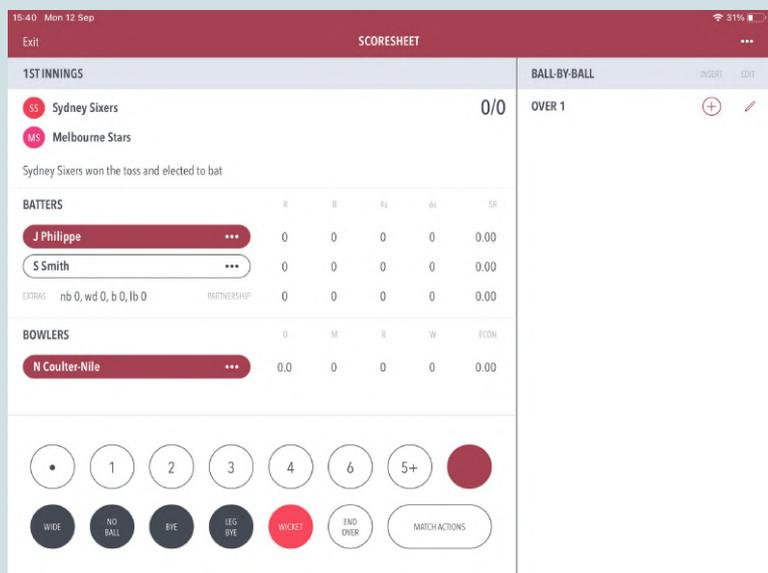 15:40 Mon 12 Sep 31%
Exit SCORESHEET
1ST INNINGS
SS Sydney Sixers 0/0
MS Melbourne Stars
Sydney Sixers won the toss and elected to bat
BATTERS R B 4s 6s SR
J Philippe 0 0 0 0 0.00
S Smith 0 0 0 0 0.00
EXTRAS nb 0, wd 0, b 0, lb 0 PARTNERSHIP 0 0 0 0 0.00
BOWLERS O M R W ECON
N Coulter-Nile 0.0 0 0 0 0.00
1 2 3 4 6 5+
WIDE NO BALL BYE LEG BYE WICKET END OVER MATCH ACTIONS
BALL-BY-BALL INSERT EDIT
OVER 1